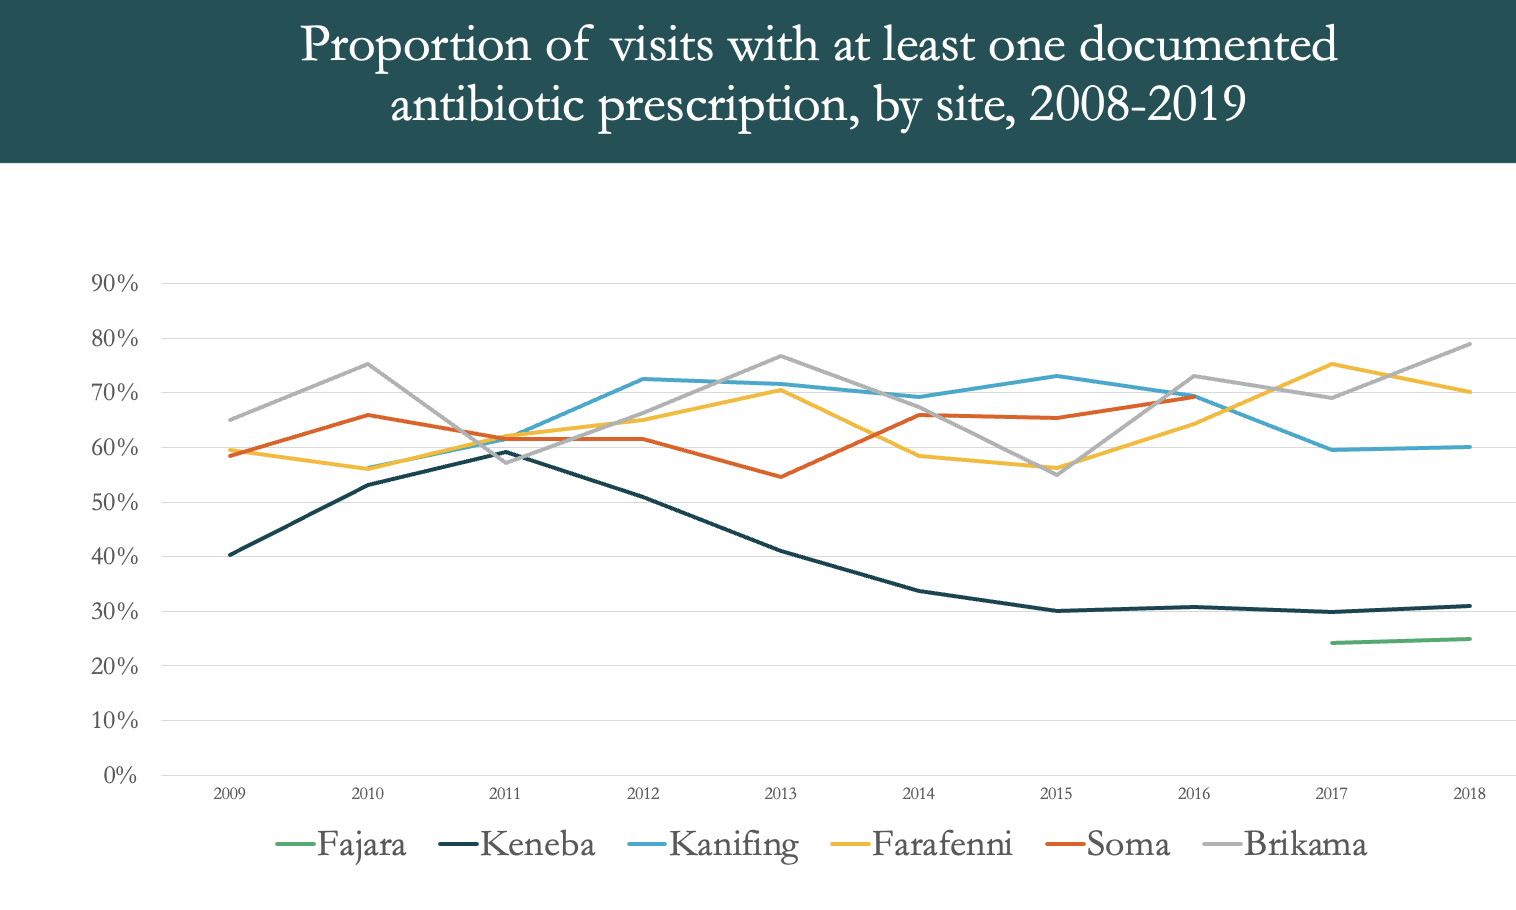 Proportion of visits with at least one documented
antibiotic prescription, by site, 2008-2019
90%
80%
70%
60%
50%
40%
30%
20%
10%
0%
2009 2010 2011 2012 2013 2014 2015 2016 2017 2018
Fajara Keneba Kanifing Farafenni Soma Brikama